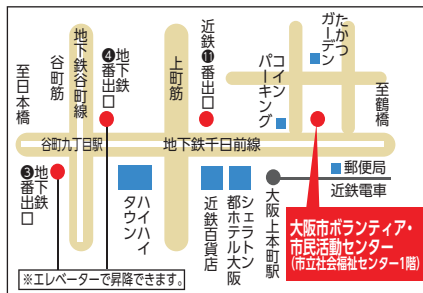 至日本橋
谷町筋
地下鉄谷町線
地下鉄
❹番出口
上町筋
近鉄
⓫番出口
コイン
パーキング
たかつ
ガーデン
至鶴橋
谷町九丁目駅
地下鉄千日前線
地下鉄
❸番出口
ハイハイ
タウン
近鉄百貨店
シェラトン
都ホテル大阪
大阪上本町駅
郵便局
近鉄電車
大阪市ボランティア・
市民活動センター
(市立社会福祉センター1階)
※エレベーターで昇降できます。